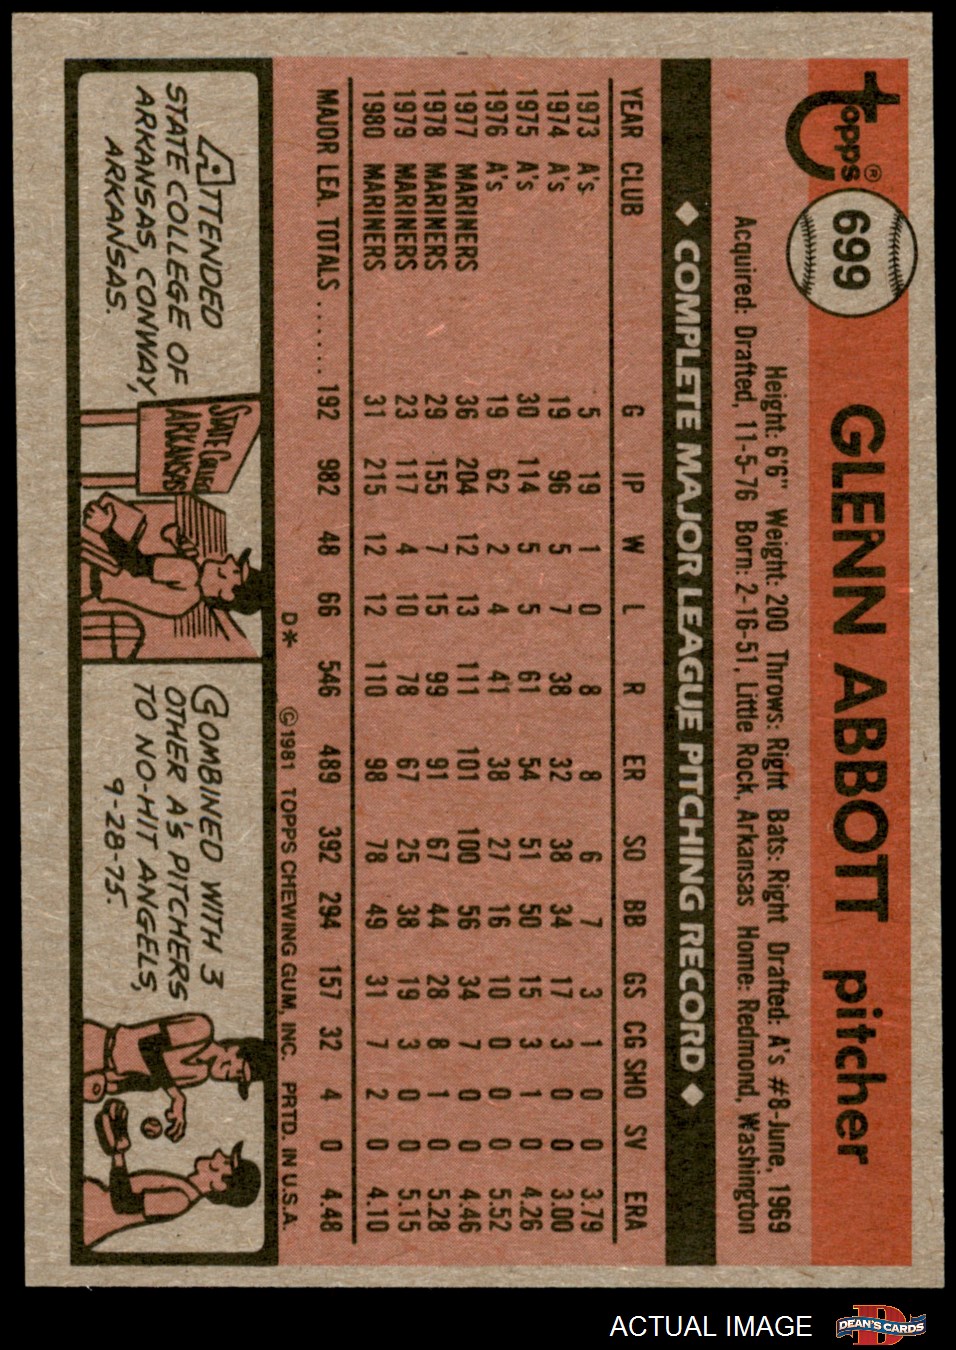 Topps®
699
GLENN ABBOTT pitcher
Height: 6'6" Weight: 200 Throws: Right Bats: Right Drafted: A's #8-June, 1969
Acquired: Drafted, 11-5-76 Born: 2-16-51, Little Rock, Arkansas Home: Redmond, Washington
◆ COMPLETE MAJOR LEAGUE PITCHING RECORD ◆
YEAR CLUB G IP W L R ER SO BB GS CG SHO SV ERA
1973 A's 5 19 1 0 8 8 6 7 3 1 0 0 3.79
1974 A's 19 96 5 7 38 32 38 34 17 3 0 0 3.00
1975 A's 30 114 5 5 61 54 51 50 15 3 1 0 4.26
1976 A's 19 62 2 4 41 38 27 16 10 0 0 0 5.52
1977 MARINERS 36 204 12 13 111 101 100 56 34 7 0 0 4.46
1978 MARINERS 29 155 7 15 99 91 67 44 28 8 1 0 5.28
1979 MARINERS 23 117 4 10 78 67 25 38 19 3 0 0 5.15
1980 MARINERS 31 215 12 12 110 98 78 49 31 7 2 0 4.10
MAJOR LEA. TOTALS ...... 192 982 48 66 546 489 392 294 157 32 4 0 4.48
D* ©1981 TOPPS CHEWING GUM, INC. PRTD. IN U.S.A.
ATTENDED
STATE COLLEGE OF
ARKANSAS, CONWAY,
ARKANSAS.
STATE COLLEGE
ARKANSAS
COMBINED WITH 3
OTHER A'S PITCHERS
TO NO-HIT ANGELS,
9-28-75.
ACTUAL IMAGE
DEAN'S CARDS